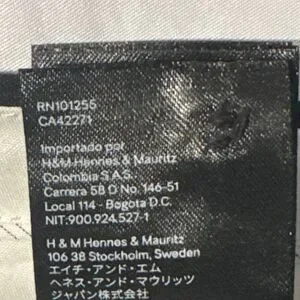 RN101255
CA42271
Importado por
H&M Hennes & Mauritz
Colombia S.A.S.
Carrera 5B O No. 146-51
Local 114 - Bogota D.C.
NIT:900.924.527-1
H & M Hennes & Mauritz
106 38 Stockholm, Sweden
エイチ・アンド・エム
ヘネス・アンド・マウリッツ
ジャパン株式会社